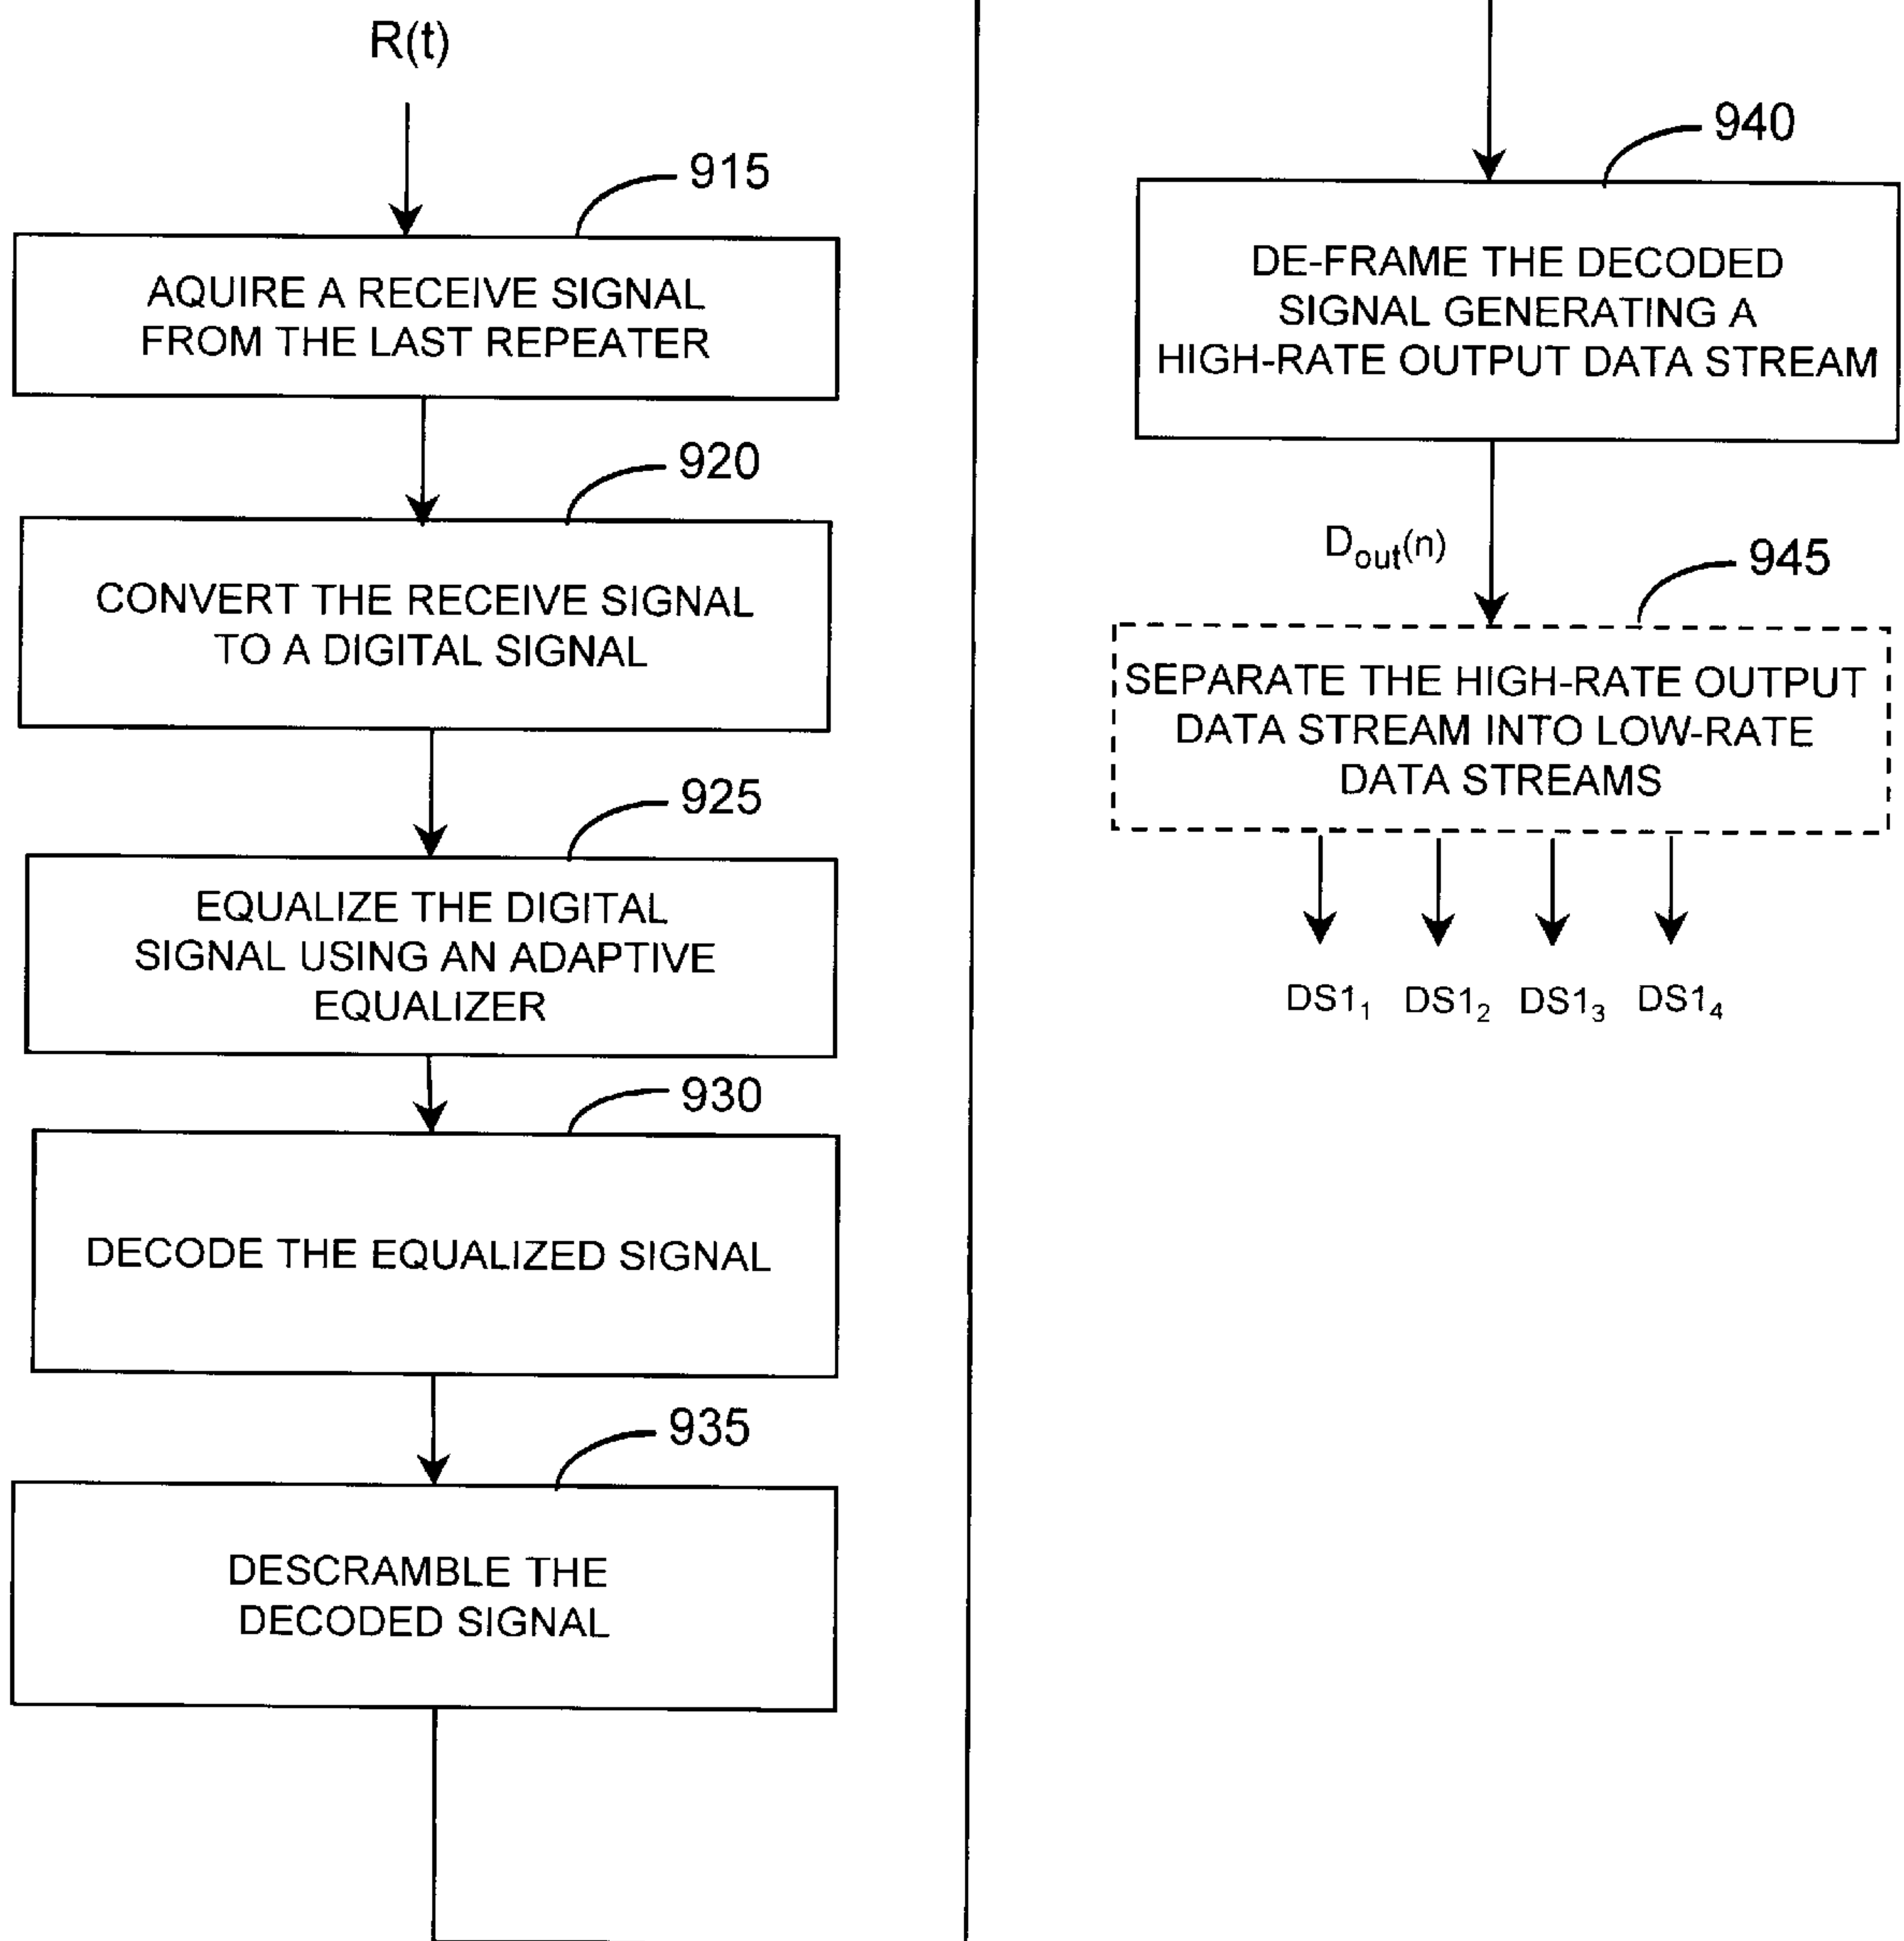 R(t)
915
AQUIRE A RECEIVE SIGNAL
FROM THE LAST REPEATER
920
CONVERT THE RECEIVE SIGNAL
TO A DIGITAL SIGNAL
925
EQUALIZE THE DIGITAL
SIGNAL USING AN ADAPTIVE
EQUALIZER
930
DECODE THE EQUALIZED SIGNAL
935
DESCRAMBLE THE
DECODED SIGNAL
940
DE-FRAME THE DECODED
SIGNAL GENERATING A
HIGH-RATE OUTPUT DATA STREAM
D_out(n)
945
SEPARATE THE HIGH-RATE OUTPUT
DATA STREAM INTO LOW-RATE
DATA STREAMS
DS1₁ DS1₂ DS1₃ DS1₄